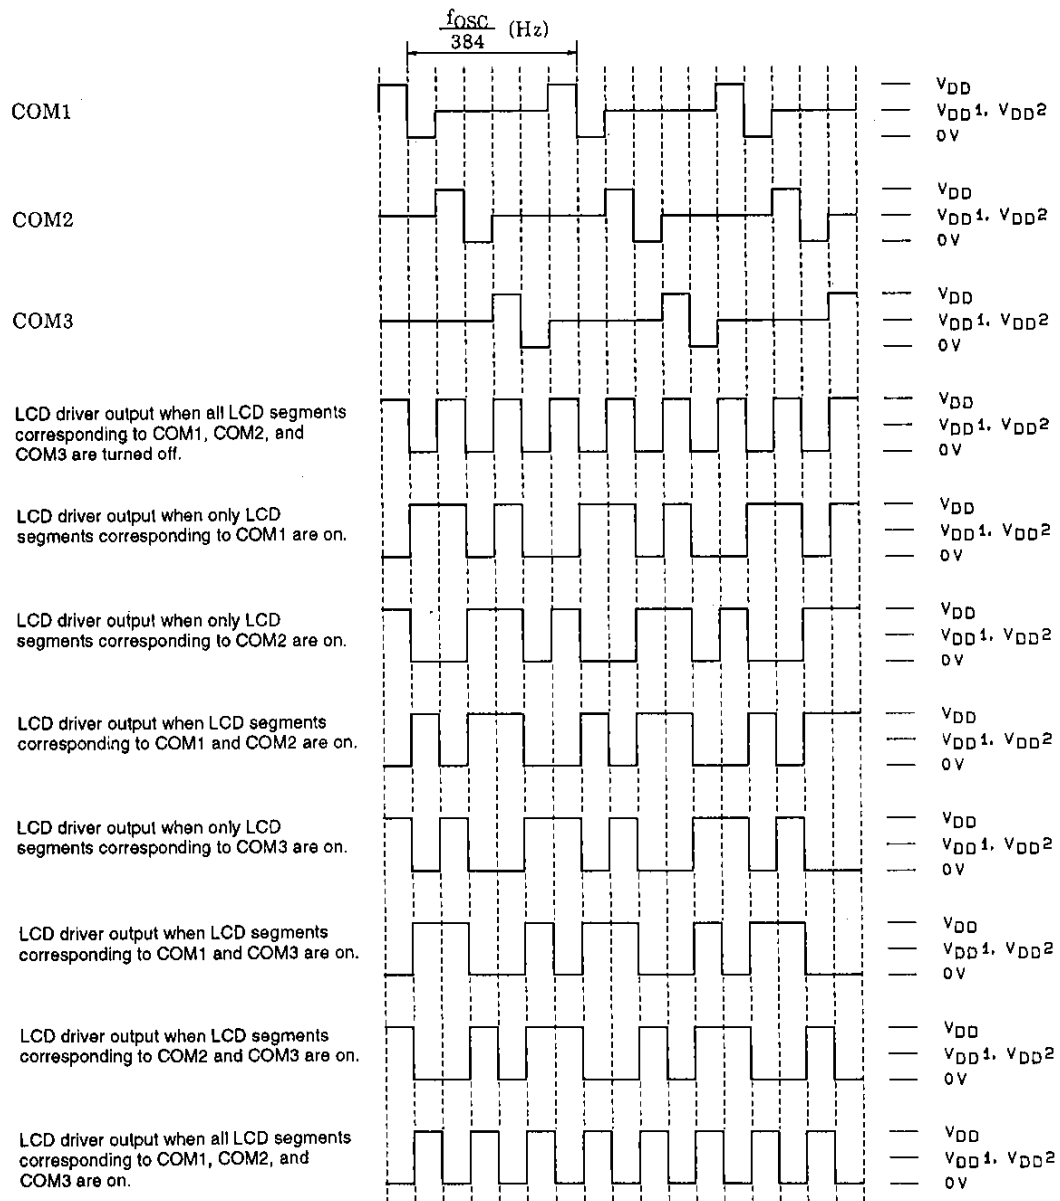 fOSC
384 (Hz)
COM1
VDD
VDD1, VDD2
0V
COM2
VDD
VDD1, VDD2
0V
COM3
VDD
VDD1, VDD2
0V
LCD driver output when all LCD segments
corresponding to COM1, COM2, and
COM3 are turned off.
VDD
VDD1, VDD2
0V
LCD driver output when only LCD
segments corresponding to COM1 are on.
VDD
VDD1, VDD2
0V
LCD driver output when only LCD
segments corresponding to COM2 are on.
VDD
VDD1, VDD2
0V
LCD driver output when LCD segments
corresponding to COM1 and COM2 are on.
VDD
VDD1, VDD2
0V
LCD driver output when only LCD
segments corresponding to COM3 are on.
VDD
VDD1, VDD2
0V
LCD driver output when LCD segments
corresponding to COM1 and COM3 are on.
VDD
VDD1, VDD2
0V
LCD driver output when LCD segments
corresponding to COM2 and COM3 are on.
VDD
VDD1, VDD2
0V
LCD driver output when all LCD segments
corresponding to COM1, COM2, and
COM3 are on.
VDD
VDD1, VDD2
0V